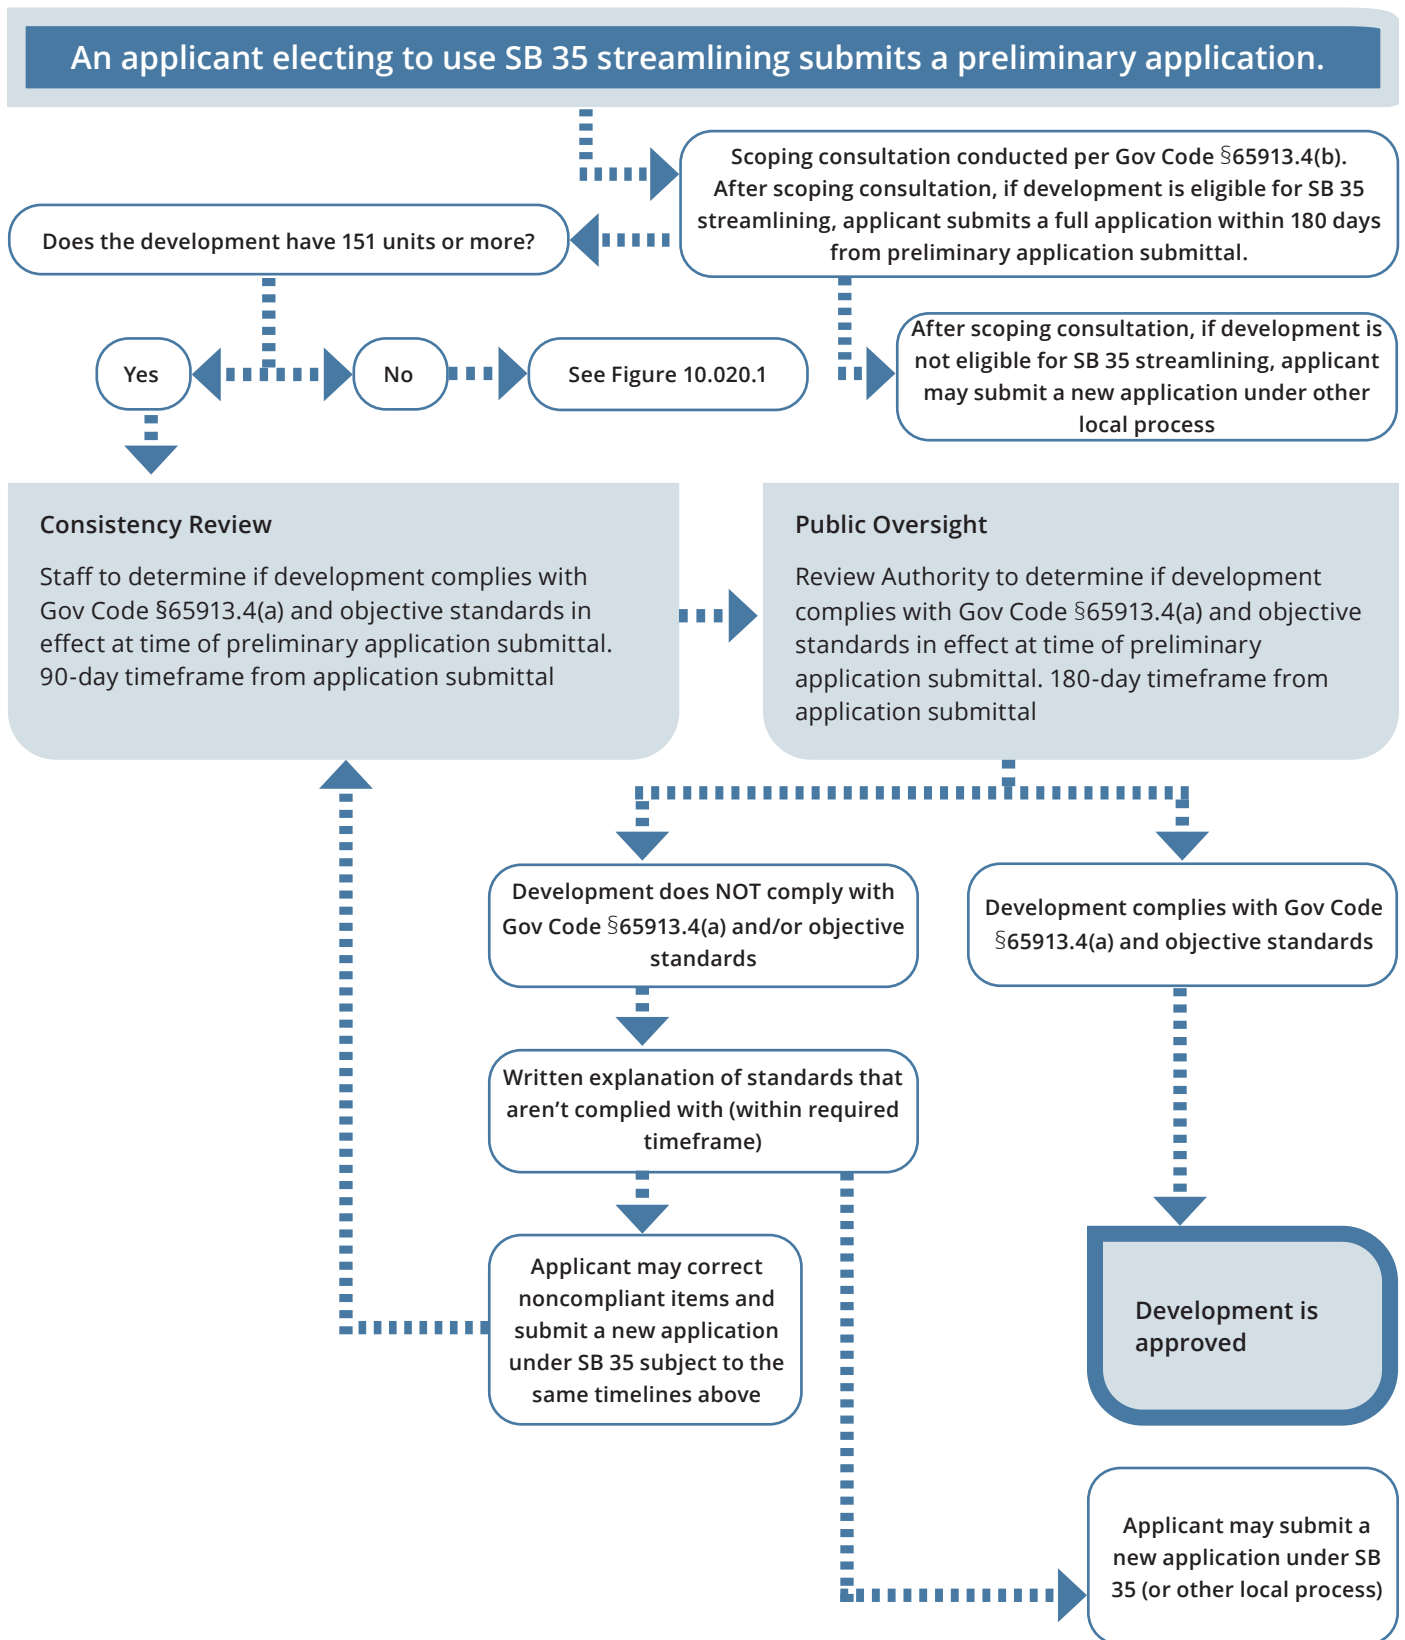 An applicant electing to use SB 35 streamlining submits a preliminary application.
Scoping consultation conducted per Gov Code §65913.4(b).
After scoping consultation, if development is eligible for SB 35
streamlining, applicant submits a full application within 180 days
from preliminary application submittal.
Does the development have 151 units or more?
After scoping consultation, if development is
not eligible for SB 35 streamlining, applicant
may submit a new application under other
local process
Yes
No
See Figure 10.020.1
Consistency Review
Staff to determine if development complies with
Gov Code §65913.4(a) and objective standards in
effect at time of preliminary application submittal.
90-day timeframe from application submittal
Public Oversight
Review Authority to determine if development
complies with Gov Code §65913.4(a) and objective
standards in effect at time of preliminary
application submittal. 180-day timeframe from
application submittal
Development does NOT comply with
Gov Code §65913.4(a) and/or objective
standards
Development complies with Gov Code
§65913.4(a) and objective standards
Written explanation of standards that
aren’t complied with (within required
timeframe)
Applicant may correct
noncompliant items and
submit a new application
under SB 35 subject to the
same timelines above
Development is
approved
Applicant may submit a
new application under SB
35 (or other local process)